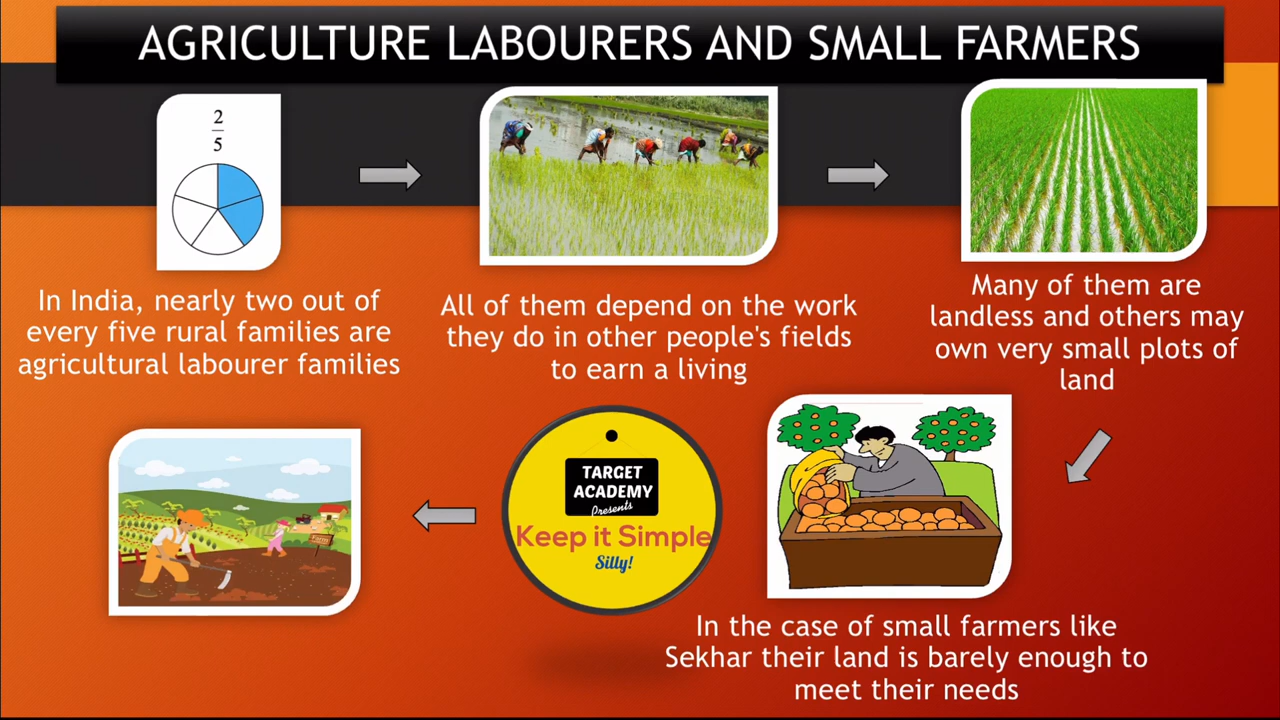 AGRICULTURE LABOURERS AND SMALL FARMERS
2
5
In India, nearly two out of
every five rural families are
agricultural labourer families
All of them depend on the work
they do in other people's fields
to earn a living
Many of them are
landless and others may
own very small plots of
land
In the case of small farmers like
Sekhar their land is barely enough to
meet their needs
TARGET
ACADEMY
Presents
Keep it Simple
Silly!